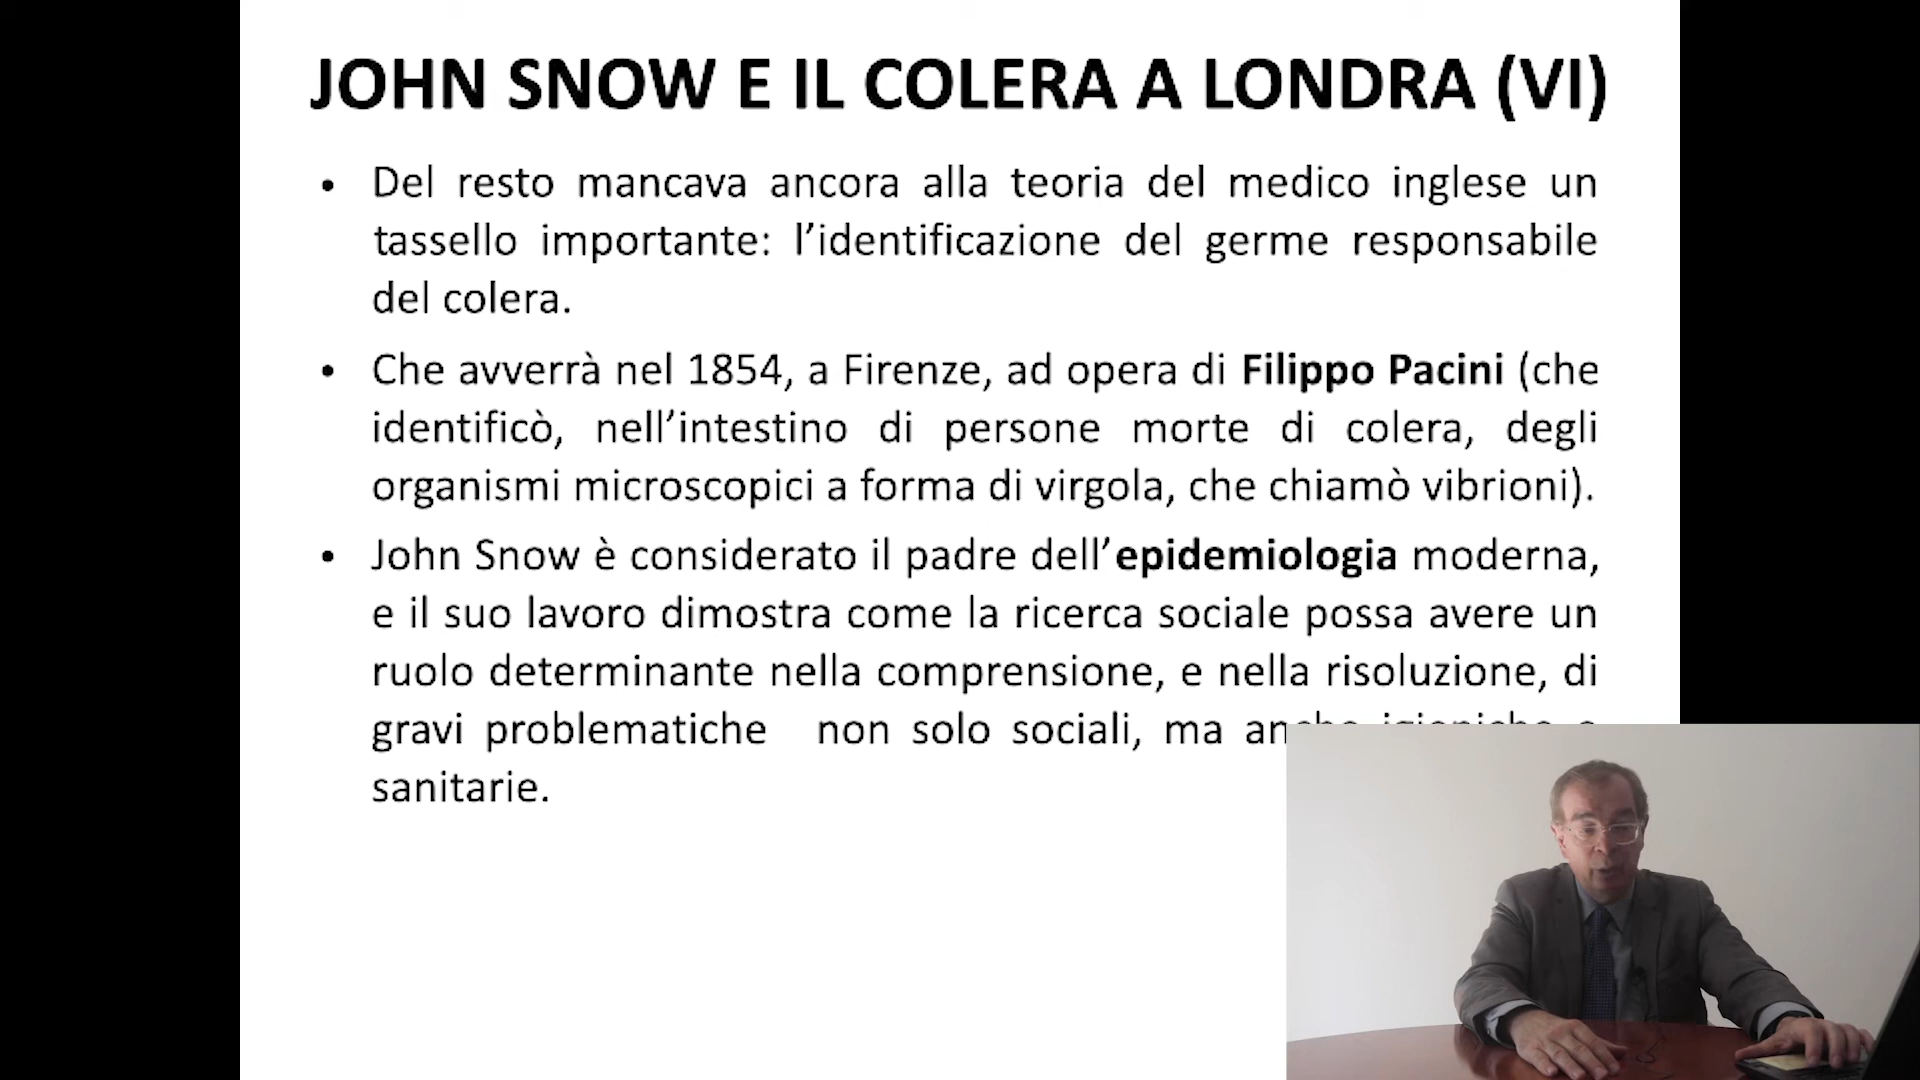 JOHN SNOW E IL COLERA A LONDRA (VI)
• Del resto mancava ancora alla teoria del medico inglese un
tassello importante: l’identificazione del germe responsabile
del colera.
• Che avverrà nel 1854, a Firenze, ad opera di Filippo Pacini (che
identificò, nell’intestino di persone morte di colera, degli
organismi microscopici a forma di virgola, che chiamò vibrioni).
• John Snow è considerato il padre dell’epidemiologia moderna,
e il suo lavoro dimostra come la ricerca sociale possa avere un
ruolo determinante nella comprensione, e nella risoluzione, di
gravi problematiche non solo sociali, ma
sanitarie.